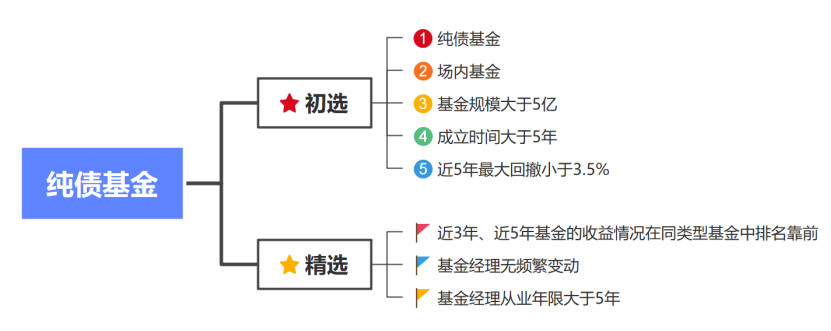 纯债基金
初选
1 纯债基金
2 场内基金
3 基金规模大于5亿
4 成立时间大于5年
5 近5年最大回撤小于3.5%
精选
近3年、近5年基金的收益情况在同类型基金中排名靠前
基金经理无频繁变动
基金经理从业年限大于5年